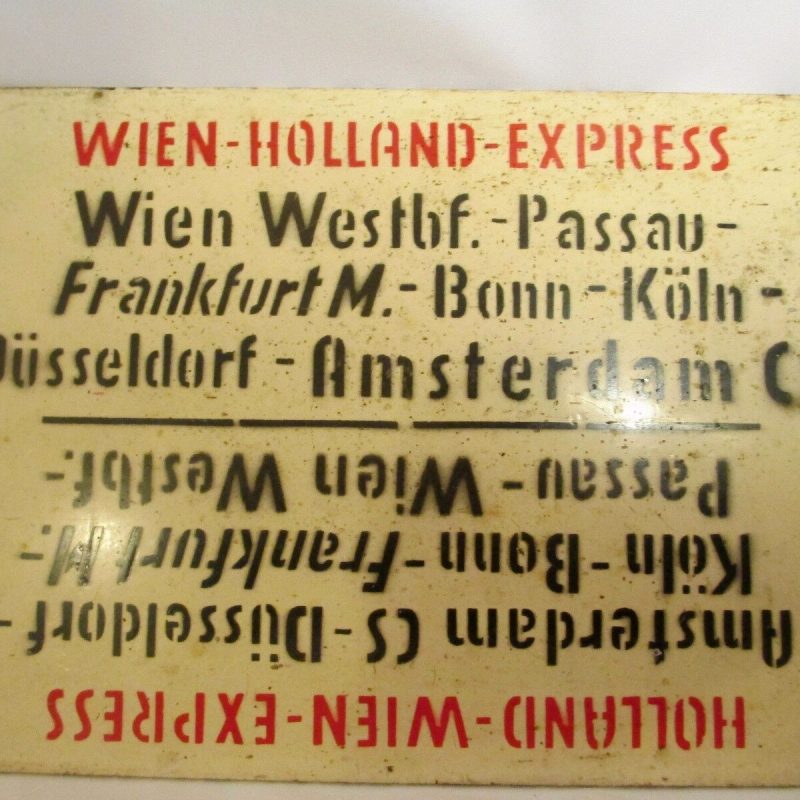 WIEN-HOLLAND-EXPRESS
Wien Westbf.-Passau-
Frankfurt M.-Bonn-Köln-
Düsseldorf-Amsterdam C
HOLLAND-WIEN-EXPRESS
Amsterdam CS-Düsseldorf-
Köln-Bonn-Frankfurt M.-
Passau-Wien Westbf.-